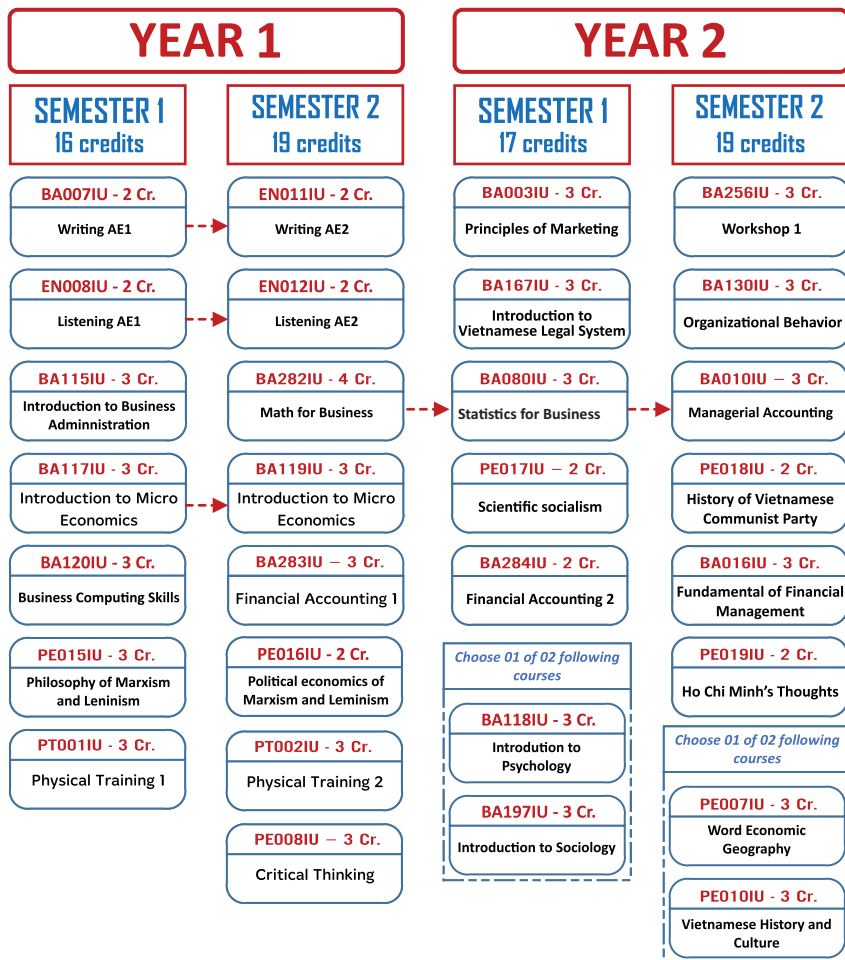 YEAR 1
SEMESTER 1
16 credits
BA007IU - 2 Cr.
Writing AE1
EN008IU - 2 Cr.
Listening AE1
BA115IU - 3 Cr.
Introduction to Business
Adminnistration
BA117IU - 3 Cr.
Introduction to Micro
Economics
BA120IU - 3 Cr.
Business Computing Skills
PE015IU - 3 Cr.
Philosophy of Marxism
and Leninism
PT001IU - 3 Cr.
Physical Training 1
SEMESTER 2
19 credits
EN011IU - 2 Cr.
Writing AE2
EN012IU - 2 Cr.
Listening AE2
BA282IU - 4 Cr.
Math for Business
BA119IU - 3 Cr.
Introduction to Micro
Economics
BA283IU – 3 Cr.
Financial Accounting 1
PE016IU - 2 Cr.
Political economics of
Marxism and Leminism
PT002IU - 3 Cr.
Physical Training 2
PE008IU – 3 Cr.
Critical Thinking
YEAR 2
SEMESTER 1
17 credits
BA003IU - 3 Cr.
Principles of Marketing
BA167IU - 3 Cr.
Introduction to
Vietnamese Legal System
BA080IU - 3 Cr.
Statistics for Business
PE017IU – 2 Cr.
Scientific socialism
BA284IU - 2 Cr.
Financial Accounting 2
Choose 01 of 02 following
courses
BA118IU - 3 Cr.
Introdution to
Psychology
BA197IU - 3 Cr.
Introduction to Sociology
SEMESTER 2
19 credits
BA256IU - 3 Cr.
Workshop 1
BA130IU - 3 Cr.
Organizational Behavior
BA010IU – 3 Cr.
Managerial Accounting
PE018IU - 2 Cr.
History of Vietnamese
Communist Party
BA016IU - 3 Cr.
Fundamental of Financial
Management
PE019IU - 2 Cr.
Ho Chi Minh's Thoughts
Choose 01 of 02 following
courses
PE007IU - 3 Cr.
Word Economic
Geography
PE010IU - 3 Cr.
Vietnamese History and
Culture